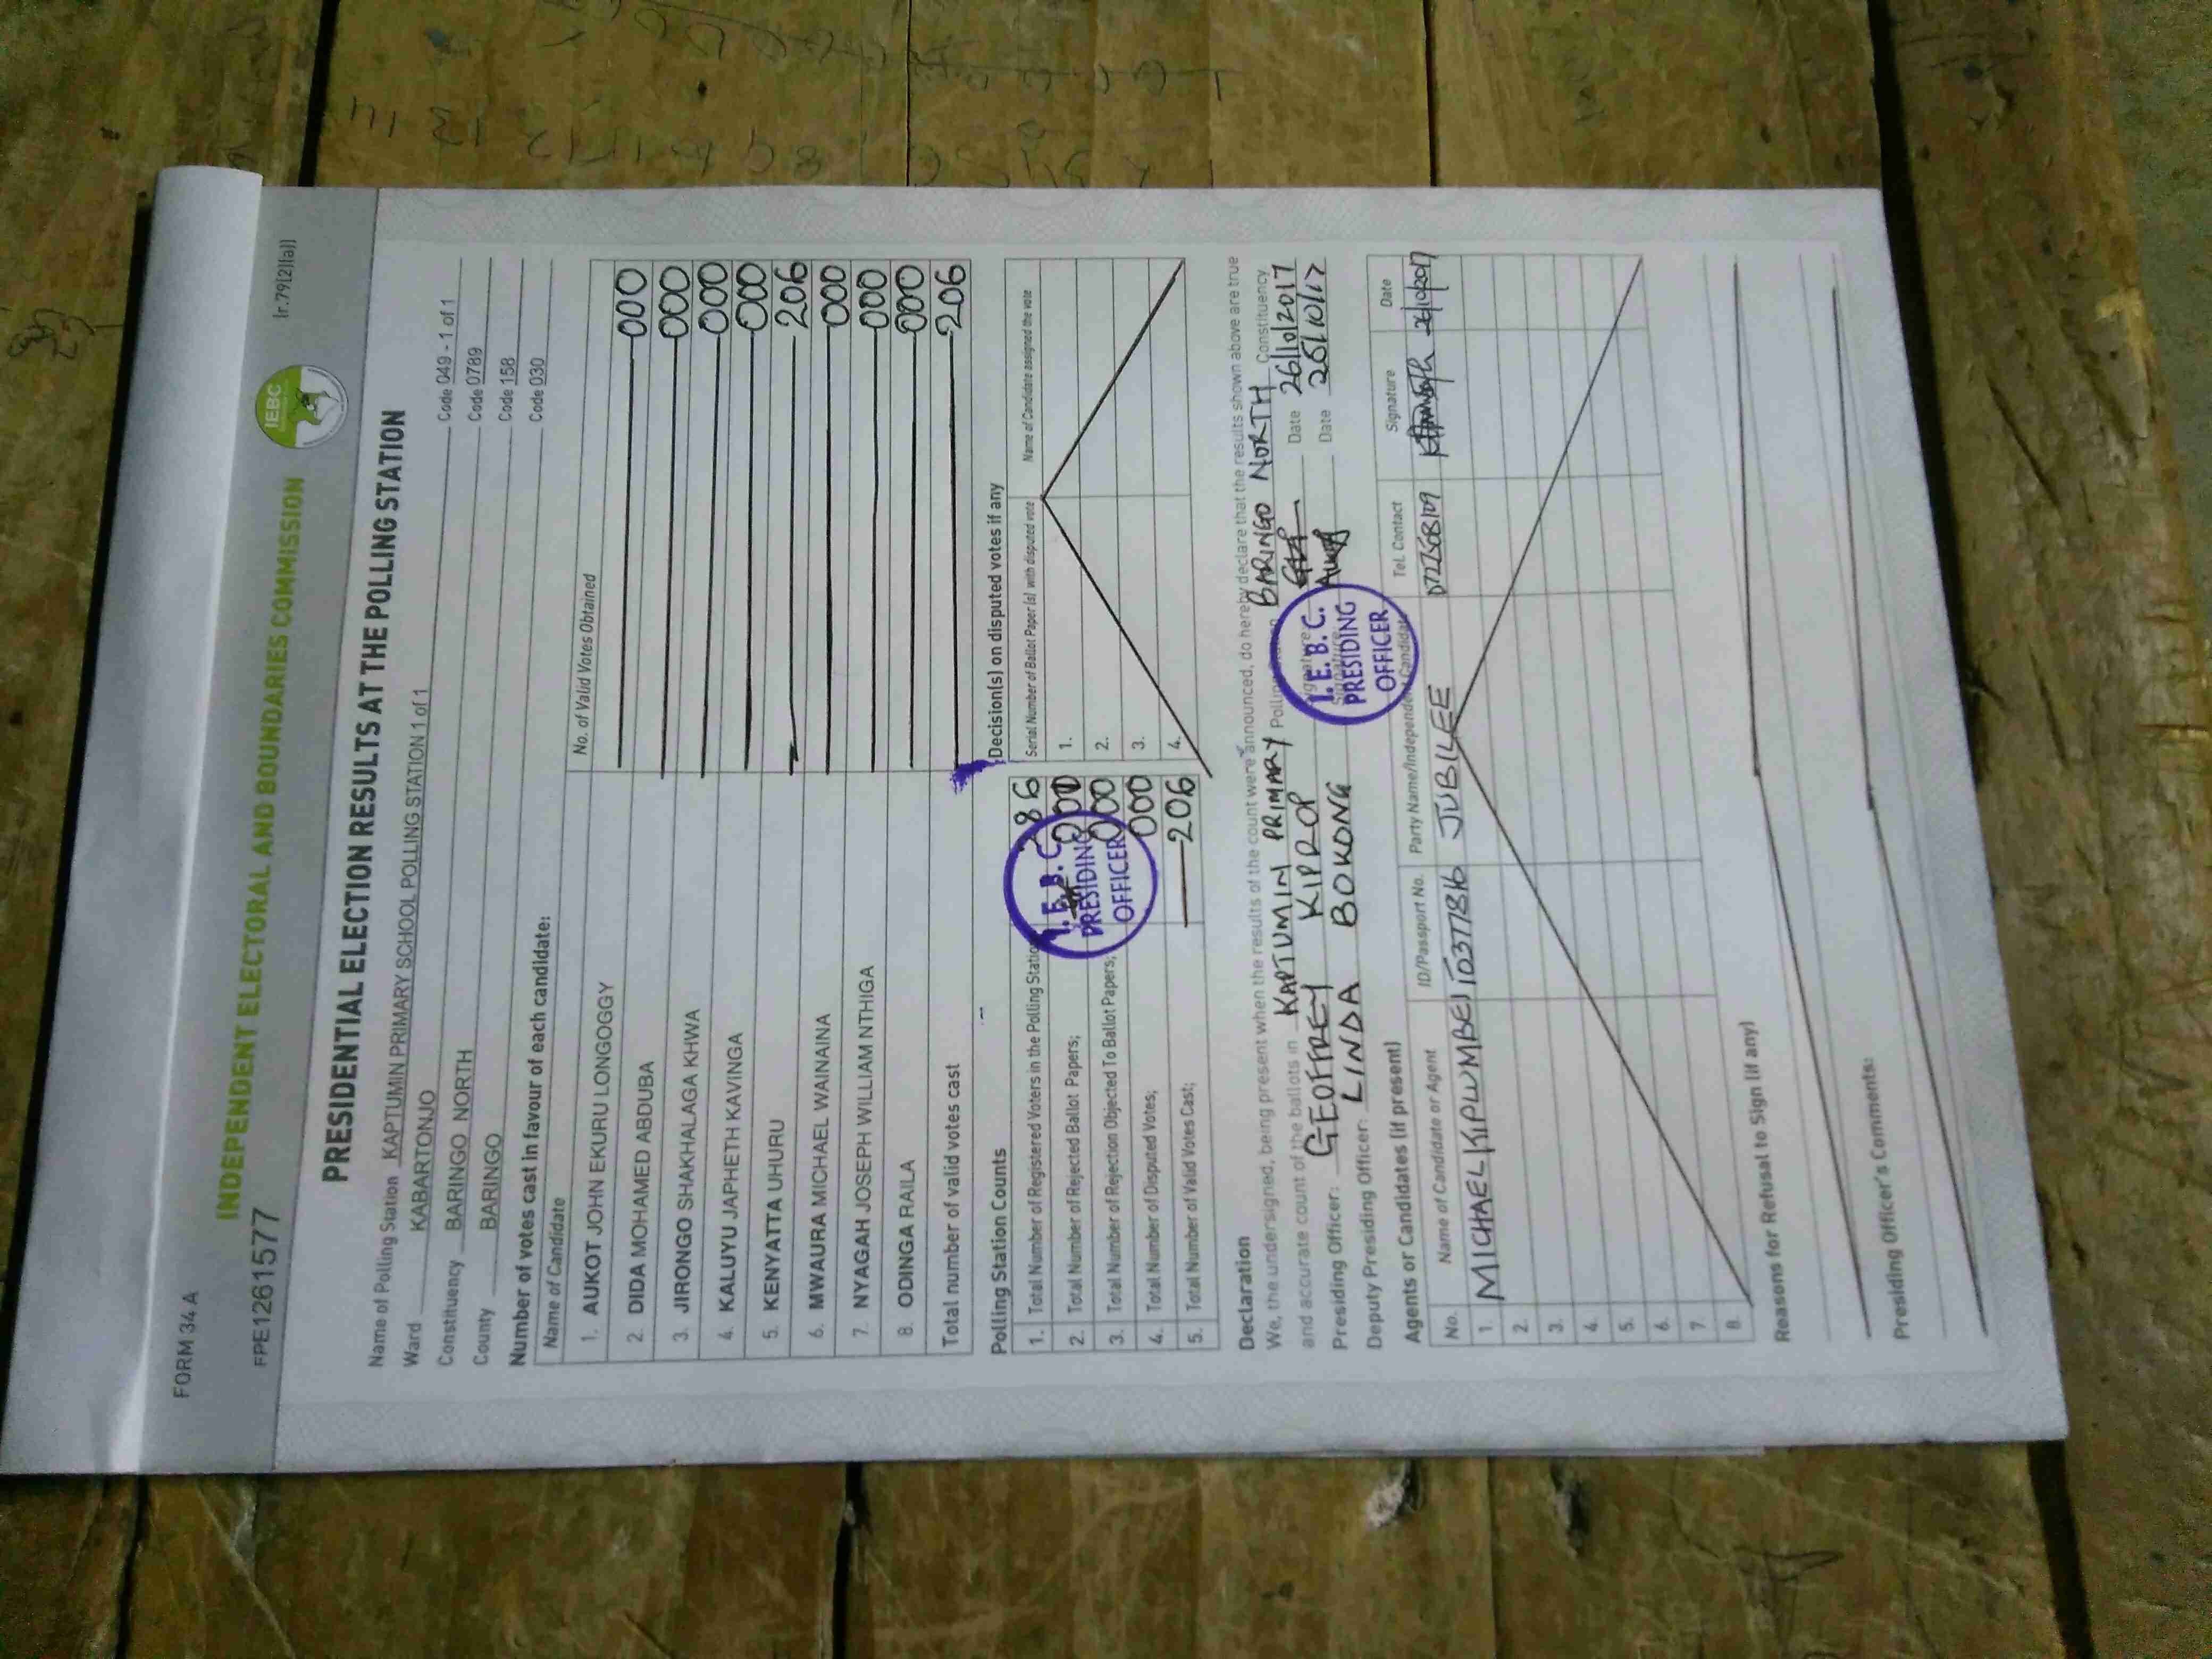 FORM 34 A
[r.79(2)(a)]
IEBC
INDEPENDENT ELECTORAL AND BOUNDARIES COMMISSION
FPE1261577
PRESIDENTIAL ELECTION RESULTS AT THE POLLING STATION
Name of Polling Station KAPTUMIN PRIMARY SCHOOL POLLING STATION 1 of 1 Code 049 - 1 of 1
Ward KABARTONJO Code 0789
Constituency BARINGO NORTH Code 158
County BARINGO Code 030
Number of votes cast in favour of each candidate:
Name of Candidate No. of Valid Votes Obtained
1. AUKOT JOHN EKURU LONGOGGY 000
2. DIDA MOHAMED ABDUBA 000
3. JIRONGO SHAKHALAGA KHWA 000
4. KALUYU JAPHETH KAVINGA 000
5. KENYATTA UHURU 206
6. MWAURA MICHAEL WAINAINA 000
7. NYAGAH JOSEPH WILLIAM NTHIGA 000
8. ODINGA RAILA 000
Total number of valid votes cast 206
Polling Station Counts
1. Total Number of Registered Voters in the Polling Station 86
2. Total Number of Rejected Ballot Papers; 000
3. Total Number of Rejection Objected To Ballot Papers; 000
4. Total Number of Disputed Votes; 000
5. Total Number of Valid Votes Cast; 206
I.E.B.C.
PRESIDING
OFFICER
Decision(s) on disputed votes if any
Serial Number of Ballot Paper (s) with disputed vote Name of Candidate assigned the vote
1.
2.
3.
4.
Declaration
We, the undersigned, being present when the results of the count were announced, do hereby declare that the results shown above are true
and accurate count of the ballots in KAPTUMIN PRIMARY Polling BARINGO NORTH Constituency
Presiding Officer: GEOFFREY KIPROP Signature Date 26/10/2017
Deputy Presiding Officer: LINDA BOKONG Signature Date 26/10/17
I.E.B.C.
PRESIDING
OFFICER
Agents or Candidates (if present)
No. Name of Candidate or Agent ID/Passport No. Party Name/Independent Candidate Tel. Contact Signature Date
1. MICHAEL KIPLUMBEI 10377816 JUBILEE 0722508109 26/10/2017
2.
3.
4.
5.
6.
7.
8.
Reasons for Refusal to Sign (if any)
Presiding Officer's Comments: